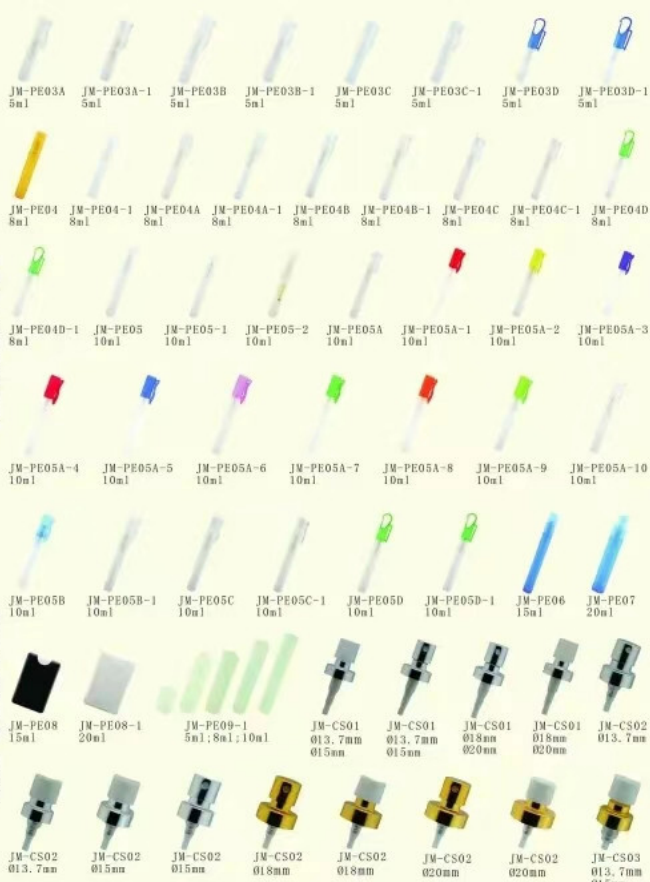 JM-PE03A JM-PE03A-1 JM-PE03B JM-PE03B-1 JM-PE03C JM-PE03C-1 JM-PE03D JM-PE03D-1
5ml 5ml 5ml 5ml 5ml 5ml 5ml 5ml
JM-PE04 JM-PE04-1 JM-PE04A JM-PE04A-1 JM-PE04B JM-PE04B-1 JM-PE04C JM-PE04C-1 JM-PE04D
8ml 8ml 8ml 8ml 8ml 8ml 8ml 8ml 8ml
JM-PE04D-1 JM-PE05 JM-PE05-1 JM-PE05-2 JM-PE05A JM-PE05A-1 JM-PE05A-2 JM-PE05A-3
8ml 10ml 10ml 10ml 10ml 10ml 10ml 10ml
JM-PE05A-4 JM-PE05A-5 JM-PE05A-6 JM-PE05A-7 JM-PE05A-8 JM-PE05A-9 JM-PE05A-10
10ml 10ml 10ml 10ml 10ml 10ml 10ml
JM-PE05B JM-PE05B-1 JM-PE05C JM-PE05C-1 JM-PE05D JM-PE05D-1 JM-PE06 JM-PE07
10ml 10ml 10ml 10ml 10ml 10ml 15ml 20ml
JM-PE08 JM-PE08-1 JM-PE09-1 JM-CS01 JM-CS01 JM-CS01 JM-CS01 JM-CS02
15ml 20ml 5ml;8ml;10ml Ø13.7mm Ø13.7mm Ø18mm Ø18mm Ø13.7mm
Ø15mm Ø15mm Ø20mm Ø20mm
JM-CS02 JM-CS02 JM-CS02 JM-CS02 JM-CS02 JM-CS02 JM-CS02 JM-CS03
Ø13.7mm Ø15mm Ø15mm Ø18mm Ø18mm Ø20mm Ø20mm Ø13.7mm